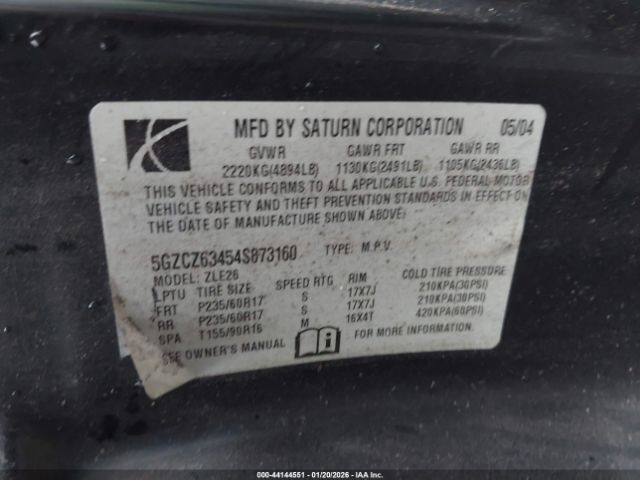 MFD BY SATURN CORPORATION 05/04
GVWR GAWR FRT GAWR RR
2220KG(4894LB) 1130KG(2491LB) 1105KG(2436LB)
THIS VEHICLE CONFORMS TO ALL APPLICABLE U.S. FEDERAL MOTOR
VEHICLE SAFETY AND THEFT PREVENTION STANDARDS IN EFFECT ON
THE DATE OF MANUFACTURE SHOWN ABOVE.
5GZCZ63454S873160 TYPE: M.P.V.
MODEL: ZLE26
LPTU TIRE SIZE SPEED RTG RIM COLD TIRE PRESSURE
FRT P235/60R17 S 17X7J 210KPA(30PSI)
RR P235/60R17 S 17X7J 210KPA(30PSI)
SPA T155/90R16 M 16X4T 420KPA(60PSI)
SEE OWNER'S MANUAL FOR MORE INFORMATION.
000-44144551 - 01/20/2026 - IAA Inc.